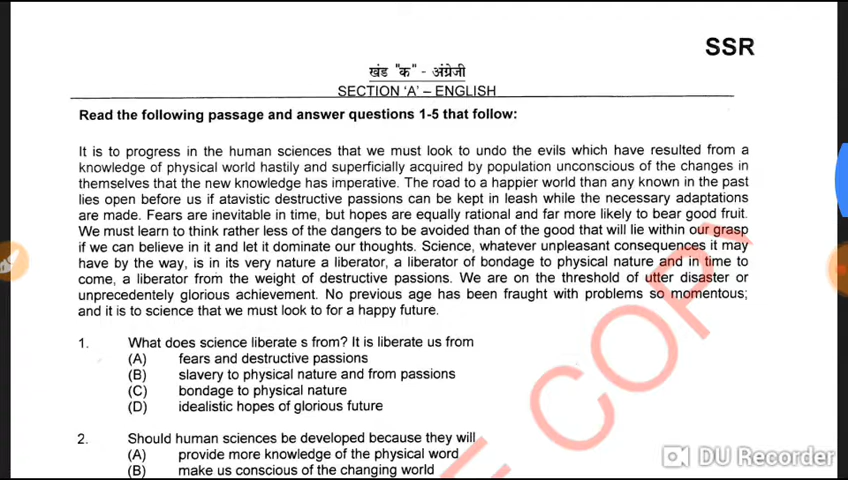 SSR
खंड "क" - अंग्रेजी
SECTION 'A' – ENGLISH
Read the following passage and answer questions 1-5 that follow:
It is to progress in the human sciences that we must look to undo the evils which have resulted from a
knowledge of physical world hastily and superficially acquired by population unconscious of the changes in
themselves that the new knowledge has imperative. The road to a happier world than any known in the past
lies open before us if atavistic destructive passions can be kept in leash while the necessary adaptations
are made. Fears are inevitable in time, but hopes are equally rational and far more likely to bear good fruit.
We must learn to think rather less of the dangers to be avoided than of the good that will lie within our grasp
if we can believe in it and let it dominate our thoughts. Science, whatever unpleasant consequences it may
have by the way, is in its very nature a liberator, a liberator of bondage to physical nature and in time to
come, a liberator from the weight of destructive passions. We are on the threshold of utter disaster or
unprecedently glorious achievement. No previous age has been fraught with problems so momentous;
and it is to science that we must look to for a happy future.
1. What does science liberate s from? It is liberate us from
(A) fears and destructive passions
(B) slavery to physical nature and from passions
(C) bondage to physical nature
(D) idealistic hopes of glorious future
2. Should human sciences be developed because they will
(A) provide more knowledge of the physical word
(B) make us conscious of the changing world
COPY
DU Recorder